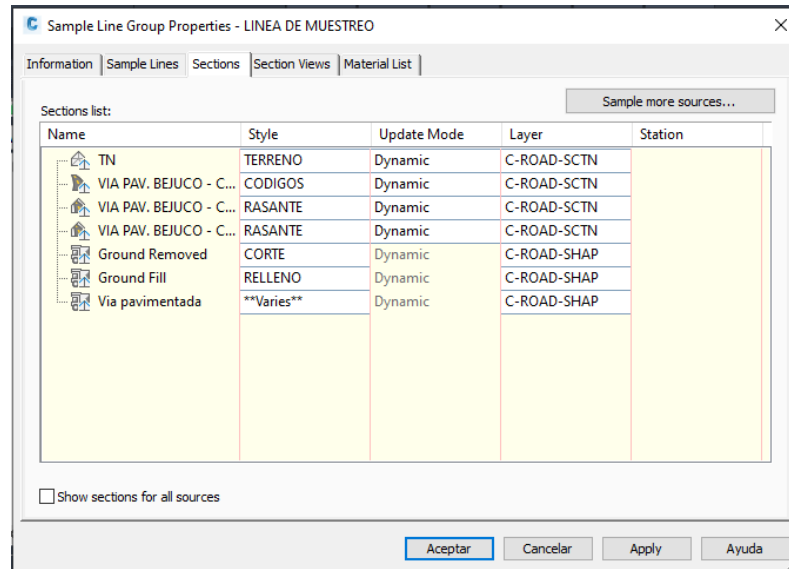 Sample Line Group Properties - LINEA DE MUESTREO
Information Sample Lines Sections Section Views Material List
Sample more sources...
Sections list:
Name Style Update Mode Layer Station
TN TERRENO Dynamic C-ROAD-SCTN
VIA PAV. BEJUCO - C... CODIGOS Dynamic C-ROAD-SCTN
VIA PAV. BEJUCO - C... RASANTE Dynamic C-ROAD-SCTN
VIA PAV. BEJUCO - C... RASANTE Dynamic C-ROAD-SCTN
Ground Removed CORTE Dynamic C-ROAD-SHAP
Ground Fill RELLENO Dynamic C-ROAD-SHAP
Via pavimentada **Varies** Dynamic C-ROAD-SHAP
Show sections for all sources
Aceptar Cancelar Apply Ayuda